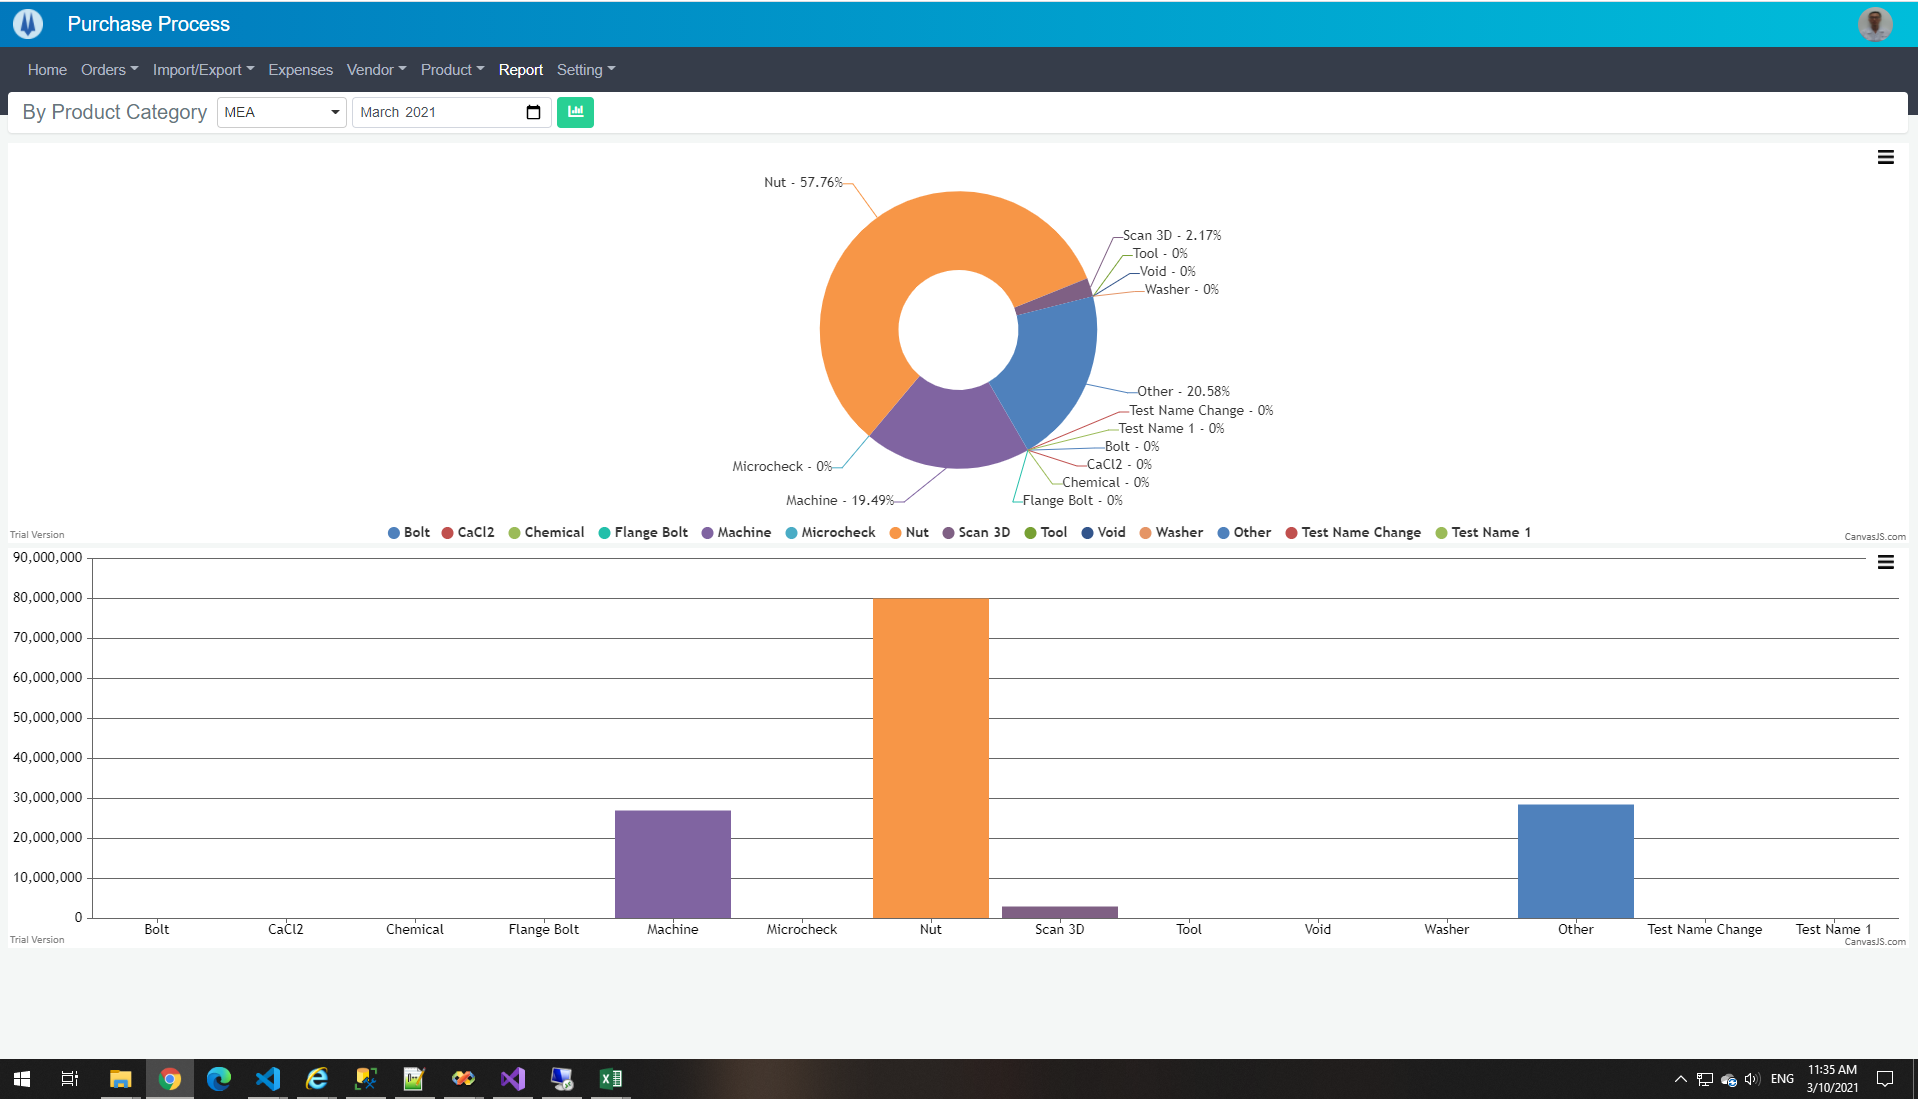 Purchase Process
Home Orders Import/Export Expenses Vendor Product Report Setting
By Product Category MEA March 2021
Nut - 57.76%
Scan 3D - 2.17%
Tool - 0%
Void - 0%
Washer - 0%
Other - 20.58%
Test Name Change - 0%
Test Name 1 - 0%
Bolt - 0%
CaCl2 - 0%
Chemical - 0%
Flange Bolt - 0%
Microcheck - 0%
Machine - 19.49%
Bolt CaCl2 Chemical Flange Bolt Machine Microcheck Nut Scan 3D Tool Void Washer Other Test Name Change Test Name 1
Trial Version
CanvasJS.com
90,000,000
80,000,000
70,000,000
60,000,000
50,000,000
40,000,000
30,000,000
20,000,000
10,000,000
0
Bolt CaCl2 Chemical Flange Bolt Machine Microcheck Nut Scan 3D Tool Void Washer Other Test Name Change Test Name 1
Trial Version
CanvasJS.com
ENG
11:35 AM
3/10/2021